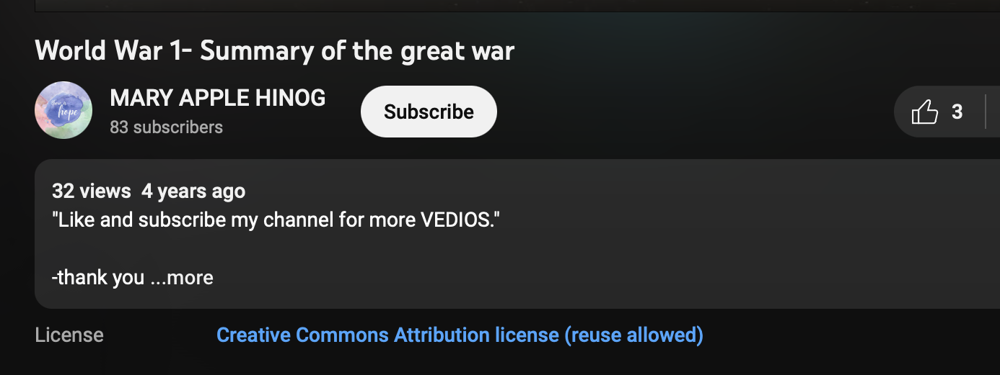 World War 1- Summary of the great war
hope
MARY APPLE HINOG
Subscribe
3
83 subscribers
32 views 4 years ago
"Like and subscribe my channel for more VEDIOS."
-thank you ...more
License Creative Commons Attribution license (reuse allowed)